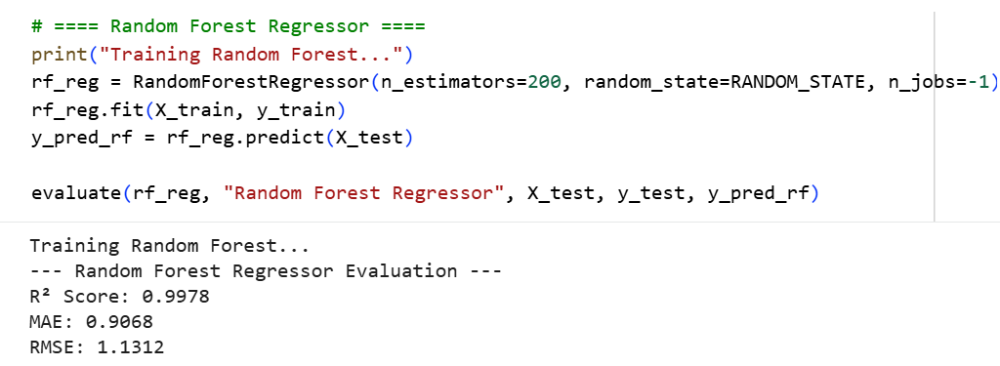 # ==== Random Forest Regressor ====
print("Training Random Forest...")
rf_reg = RandomForestRegressor(n_estimators=200, random_state=RANDOM_STATE, n_jobs=-1)
rf_reg.fit(X_train, y_train)
y_pred_rf = rf_reg.predict(X_test)
evaluate(rf_reg, "Random Forest Regressor", X_test, y_test, y_pred_rf)
Training Random Forest...
--- Random Forest Regressor Evaluation ---
R² Score: 0.9978
MAE: 0.9068
RMSE: 1.1312